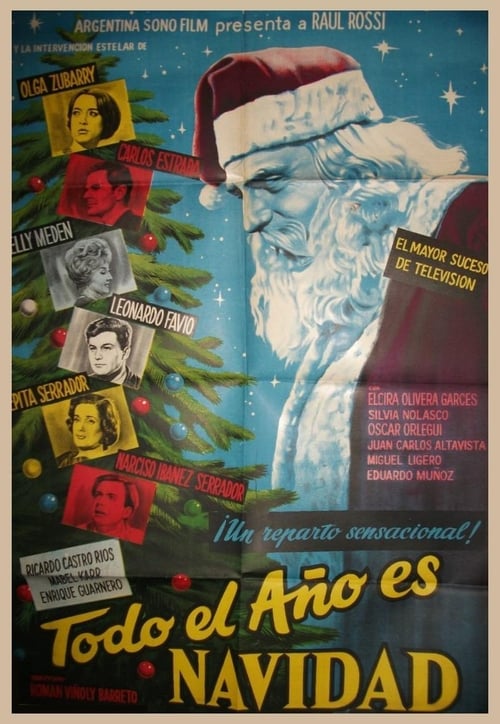 ARGENTINA SONO FILM presenta a RAUL ROSSI
Y LA INTERVENCION ESTELAR DE
OLGA ZUBARRY
CARLOS ESTRADA
ELLY MEDEN
LEONARDO FAVIO
EPITA SERRADOR
NARCISO IBAÑEZ SERRADOR
RICARDO CASTRO RIOS
MABEL KARR
ENRIQUE GUARNERO
EL MAYOR SUCESO
DE TELEVISION
CON
ELCIRA OLIVERA GARCES
SILVIA NOLASCO
OSCAR ORLEGUI
JUAN CARLOS ALTAVISTA
MIGUEL LIGERO
EDUARDO MUÑOZ
¡Un reparto sensacional!
Todo el Año es
NAVIDAD
ROMAN VIÑOLY BARRETO